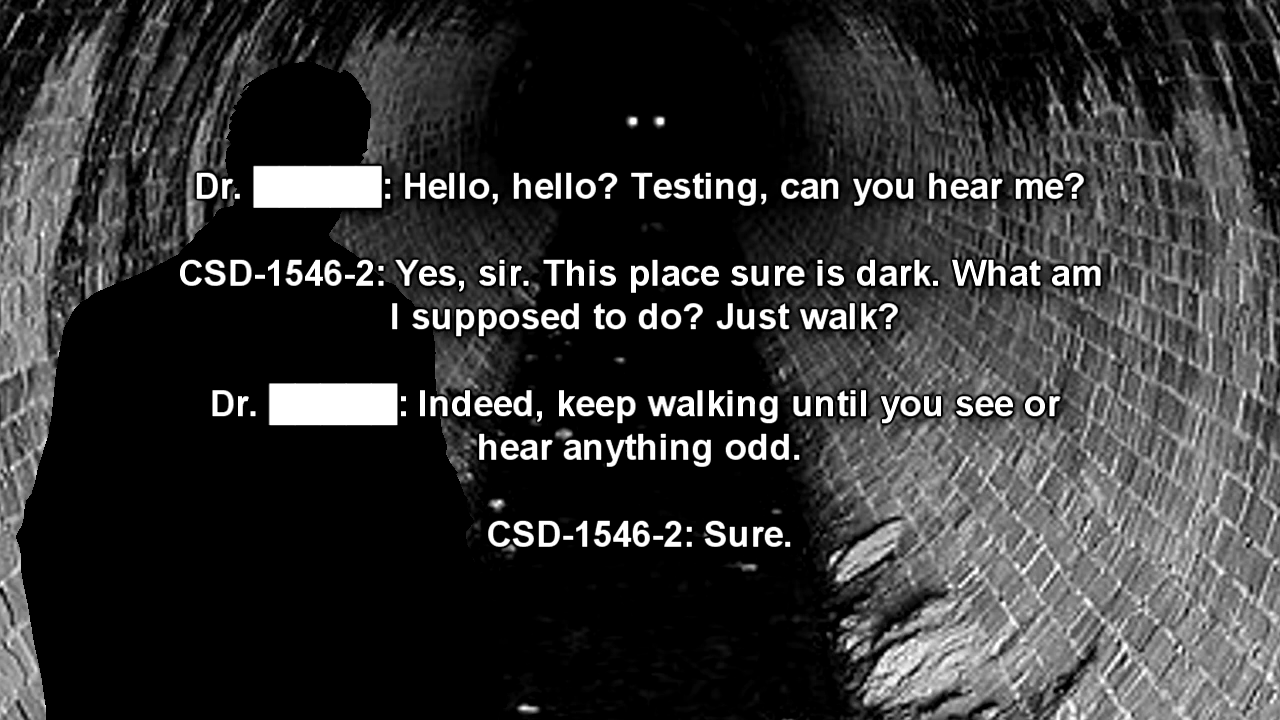 Dr. ██████: Hello, hello? Testing, can you hear me?
CSD-1546-2: Yes, sir. This place sure is dark. What am
I supposed to do? Just walk?
Dr. ██████: Indeed, keep walking until you see or
hear anything odd.
CSD-1546-2: Sure.